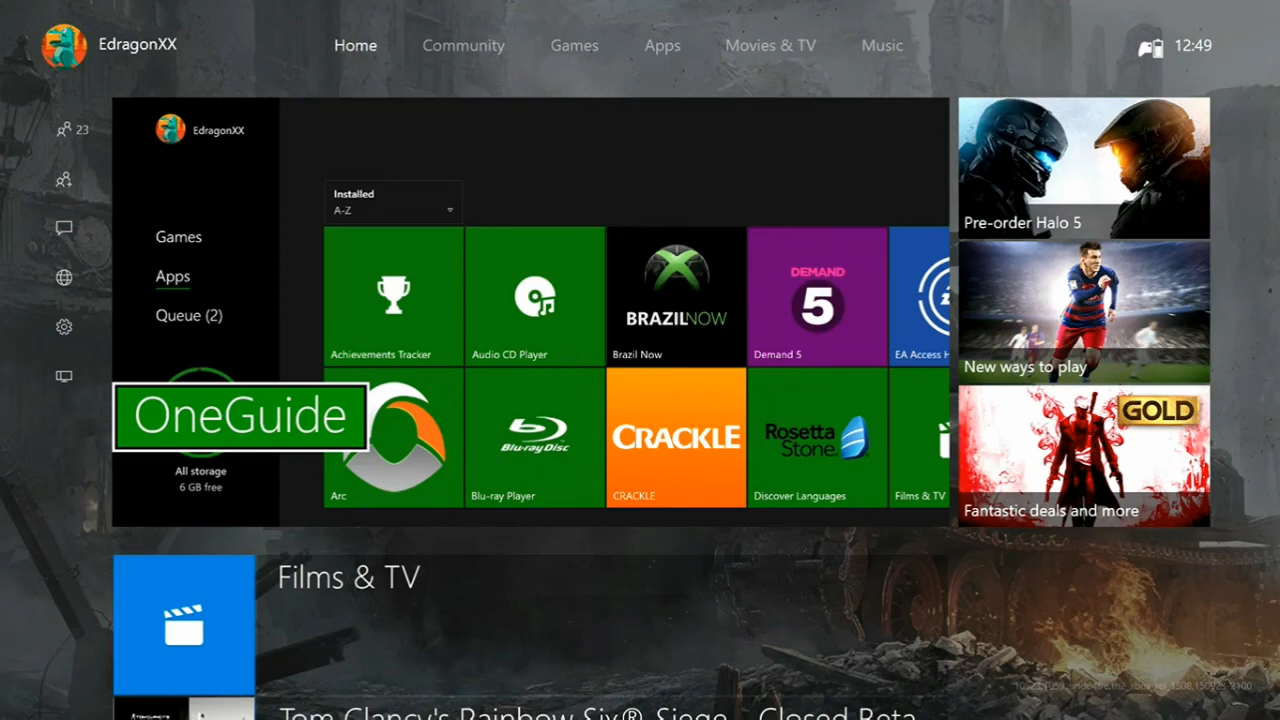 EdragonXX
Home
Community
Games
Apps
Movies & TV
Music
12:49
23
EdragonXX
Games
Apps
Queue (2)
OneGuide
All storage
6 GB free
Installed
A-Z
Achievements Tracker
Audio CD Player
BRAZILNOW
Brazil Now
DEMAND
5
Demand 5
EA Access H
Arc
Blu-ray Disc
Blu-ray Player
CRACKLE
CRACKLE
Rosetta
Stone
Discover Languages
Films & TV
Pre-order Halo 5
New ways to play
GOLD
Fantastic deals and more
Films & TV
Tom Clancy's Rainbow Six® Siege - Closed Beta